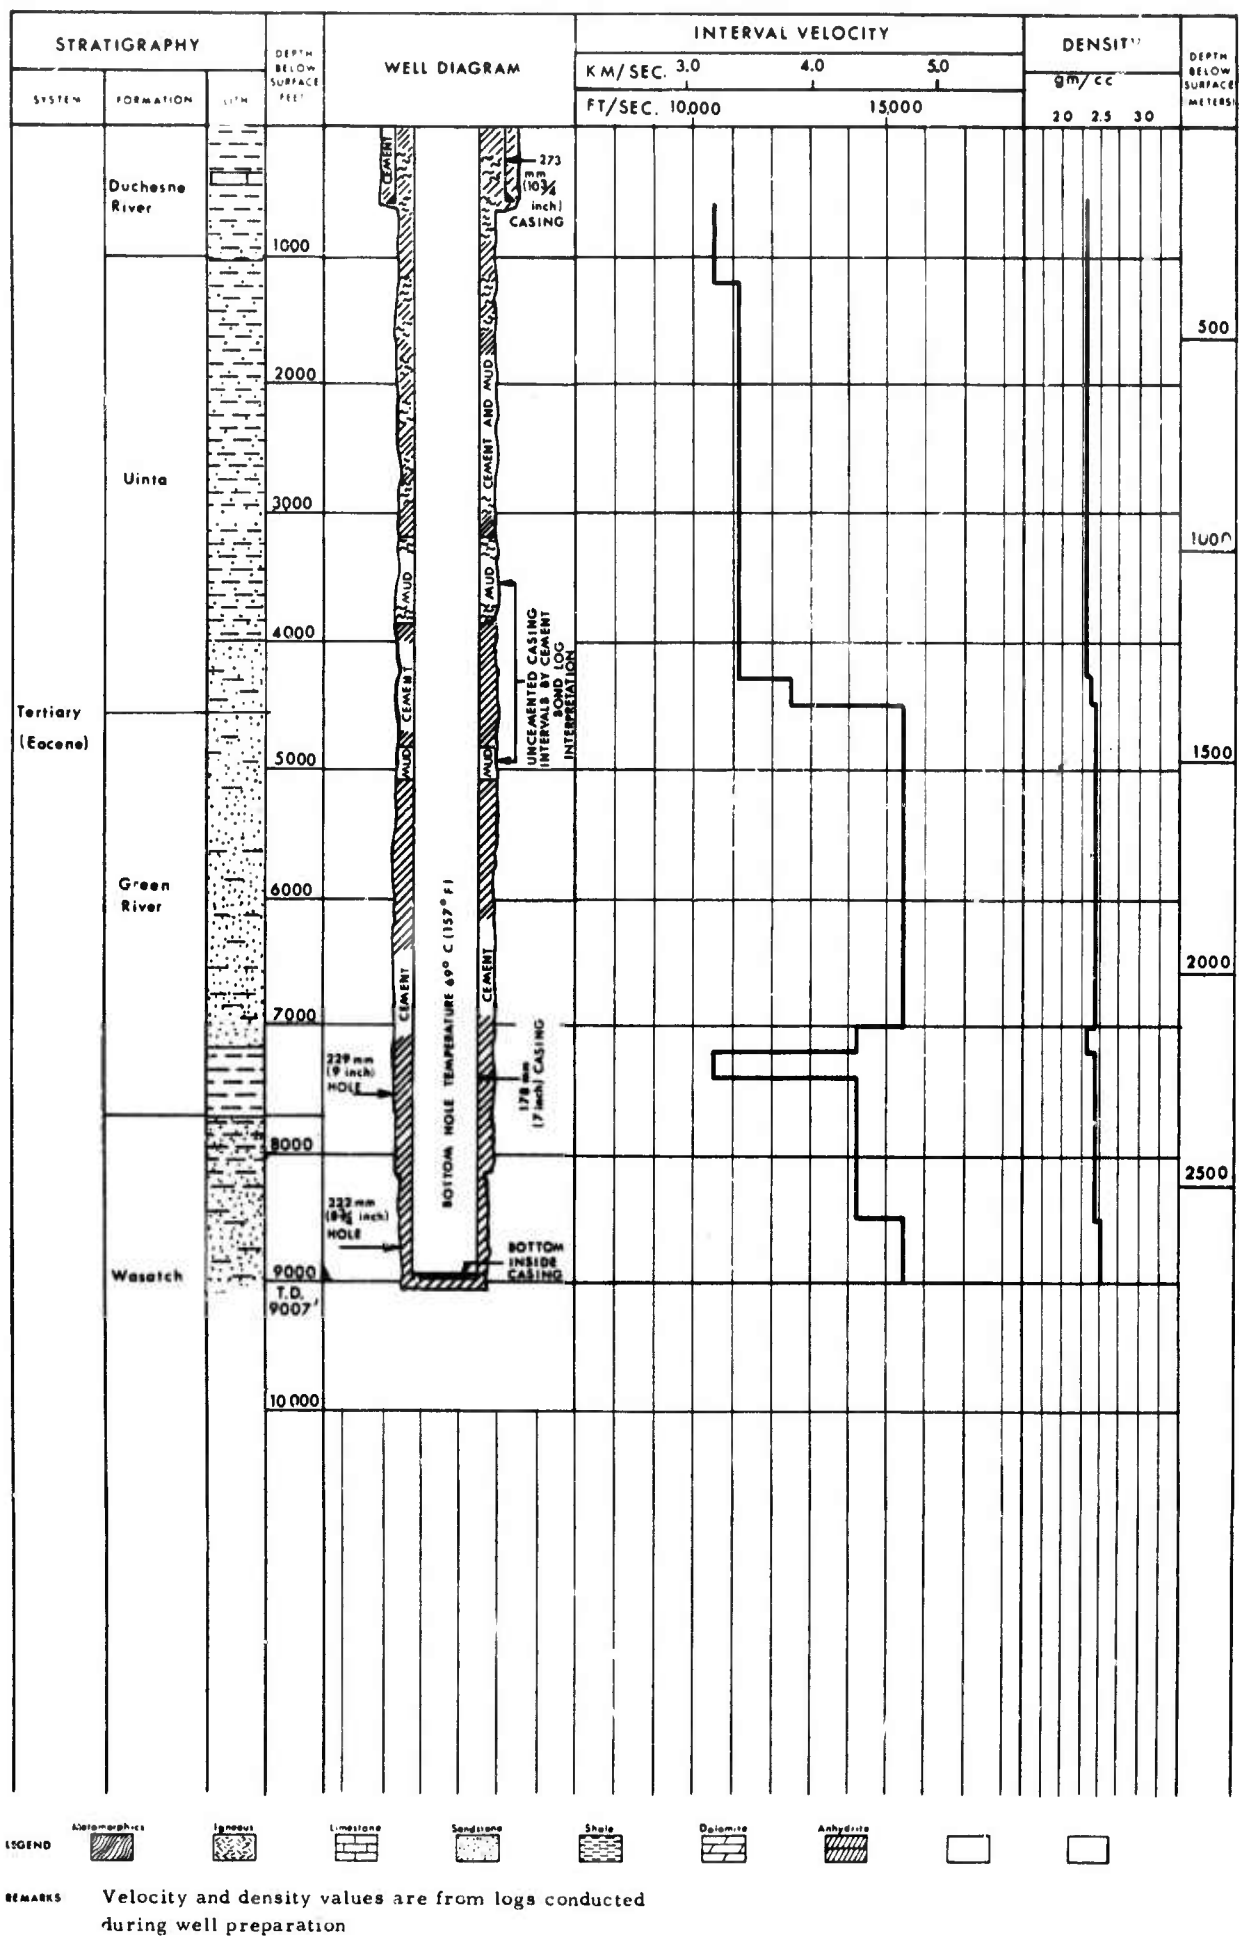 STRATIGRAPHY
SYSTEM
FORMATION
LITH
DEPTH
BELOW
SURFACE
FEET
WELL DIAGRAM
INTERVAL VELOCITY
KM/SEC. 3.0 4.0 5.0
FT/SEC. 10,000 15,000
DENSITY
gm/cc
2.0 2.5 3.0
DEPTH
BELOW
SURFACE
METERS
Tertiary
(Eocene)
Duchesne
River
Uinta
Green
River
Wasatch
1000
2000
3000
4000
5000
6000
7000
8000
9000
T.D.
9007'
10 000
CEMENT
273
mm
(10¾
inch)
CASING
CEMENT AND MUD
MUD
MUD
UNCEMENTED CASING
INTERVALS BY CEMENT
BOND LOG
INTERPRETATION
CEMENT
MUD
MUD
CEMENT
CEMENT
BOTTOM HOLE TEMPERATURE 69° C (157° F)
229 mm
(9 inch)
HOLE
178 mm
(7 inch) CASING
222 mm
(8¾ inch)
HOLE
BOTTOM
INSIDE
CASING
500
1000
1500
2000
2500
LEGEND
Metamorphics
Igneous
Limestone
Sandstone
Shale
Dolomite
Anhydrite
REMARKS Velocity and density values are from logs conducted
during well preparation